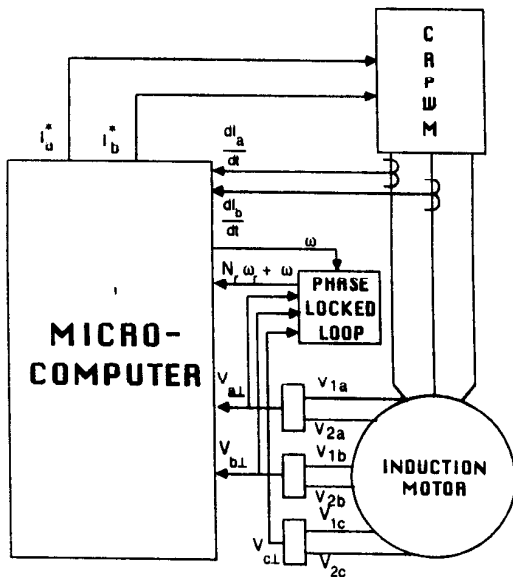 C R P W M
I*a
I*b
dIa
dt
dIb
dt
ω
Nr ωr + ω
PHASE
LOCKED
LOOP
MICRO-
COMPUTER
Va⊥
V1a
V2a
Vb⊥
V1b
V2b
INDUCTION
MOTOR
V1c
Vc⊥
V2c